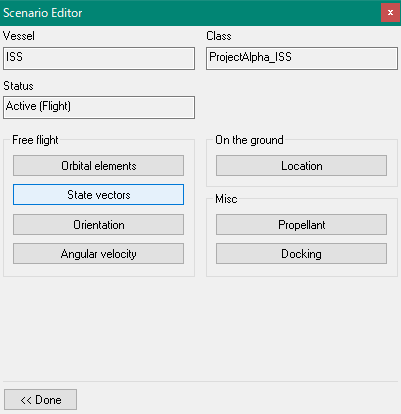 Scenario Editor
x
Vessel
ISS
Class
ProjectAlpha_ISS
Status
Active (Flight)
Free flight
Orbital elements
State vectors
Orientation
Angular velocity
On the ground
Location
Misc
Propellant
Docking
<< Done